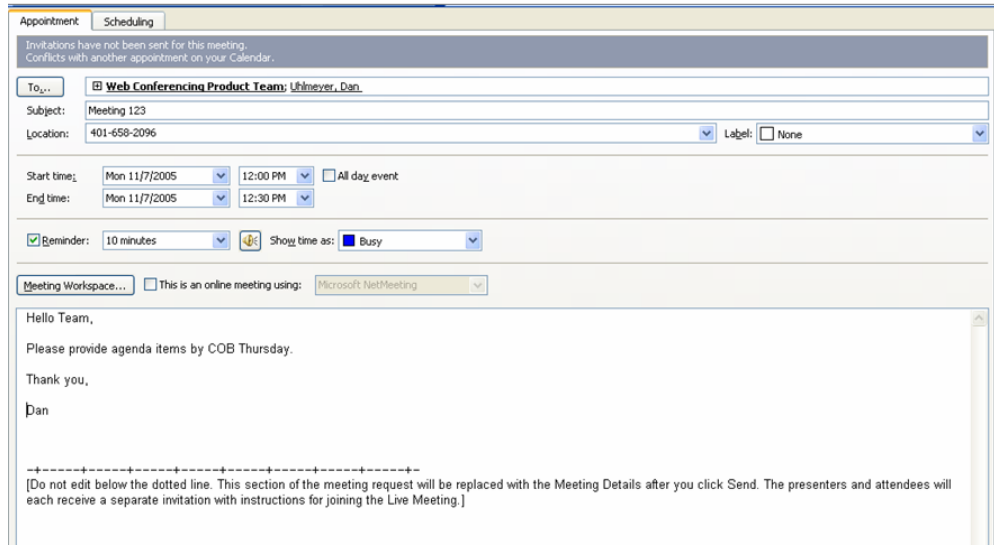 Appointment Scheduling
Invitations have not been sent for this meeting.
Conflicts with another appointment on your Calendar.
To... Web Conferencing Product Team; Uhlmeyer, Dan
Subject: Meeting 123
Location: 401-658-2096 Label: None
Start time: Mon 11/7/2005 12:00 PM All day event
End time: Mon 11/7/2005 12:30 PM
Reminder: 10 minutes Show time as: Busy
Meeting Workspace... This is an online meeting using: Microsoft NetMeeting
Hello Team,
Please provide agenda items by COB Thursday.
Thank you,
Dan
-+-----+-----+-----+-----+-----+-----+-----+-----+-
[Do not edit below the dotted line. This section of the meeting request will be replaced with the Meeting Details after you click Send. The presenters and attendees will
each receive a separate invitation with instructions for joining the Live Meeting.]